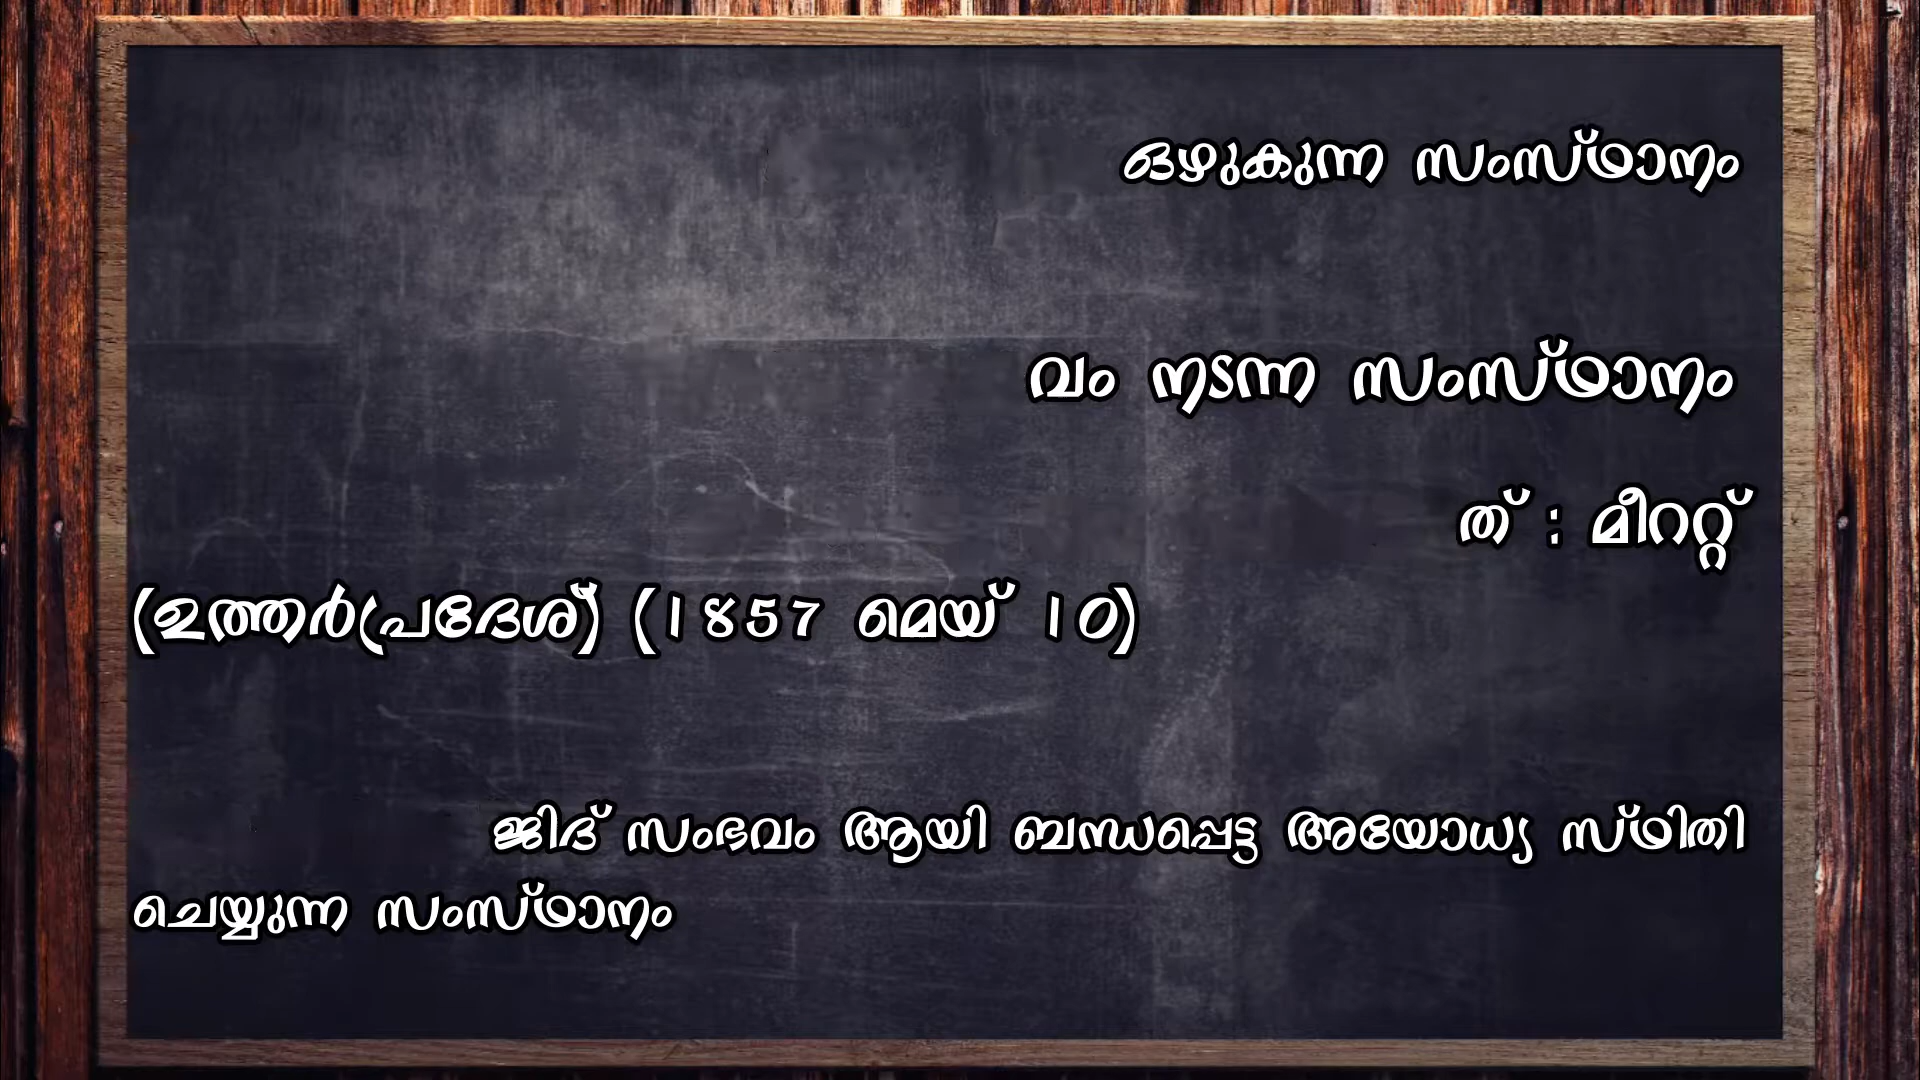 ഒഴുകുന്ന സംസ്ഥാനം
വം നടന്ന സംസ്ഥാനം
ത് : മീററ്റ്
(ഉത്തർപ്രദേശ്) (1857 മെയ് 10)
ജിദ് സംഭവം ആയി ബന്ധപ്പെട്ട അയോധ്യ സ്ഥിതി
ചെയ്യുന്ന സംസ്ഥാനം